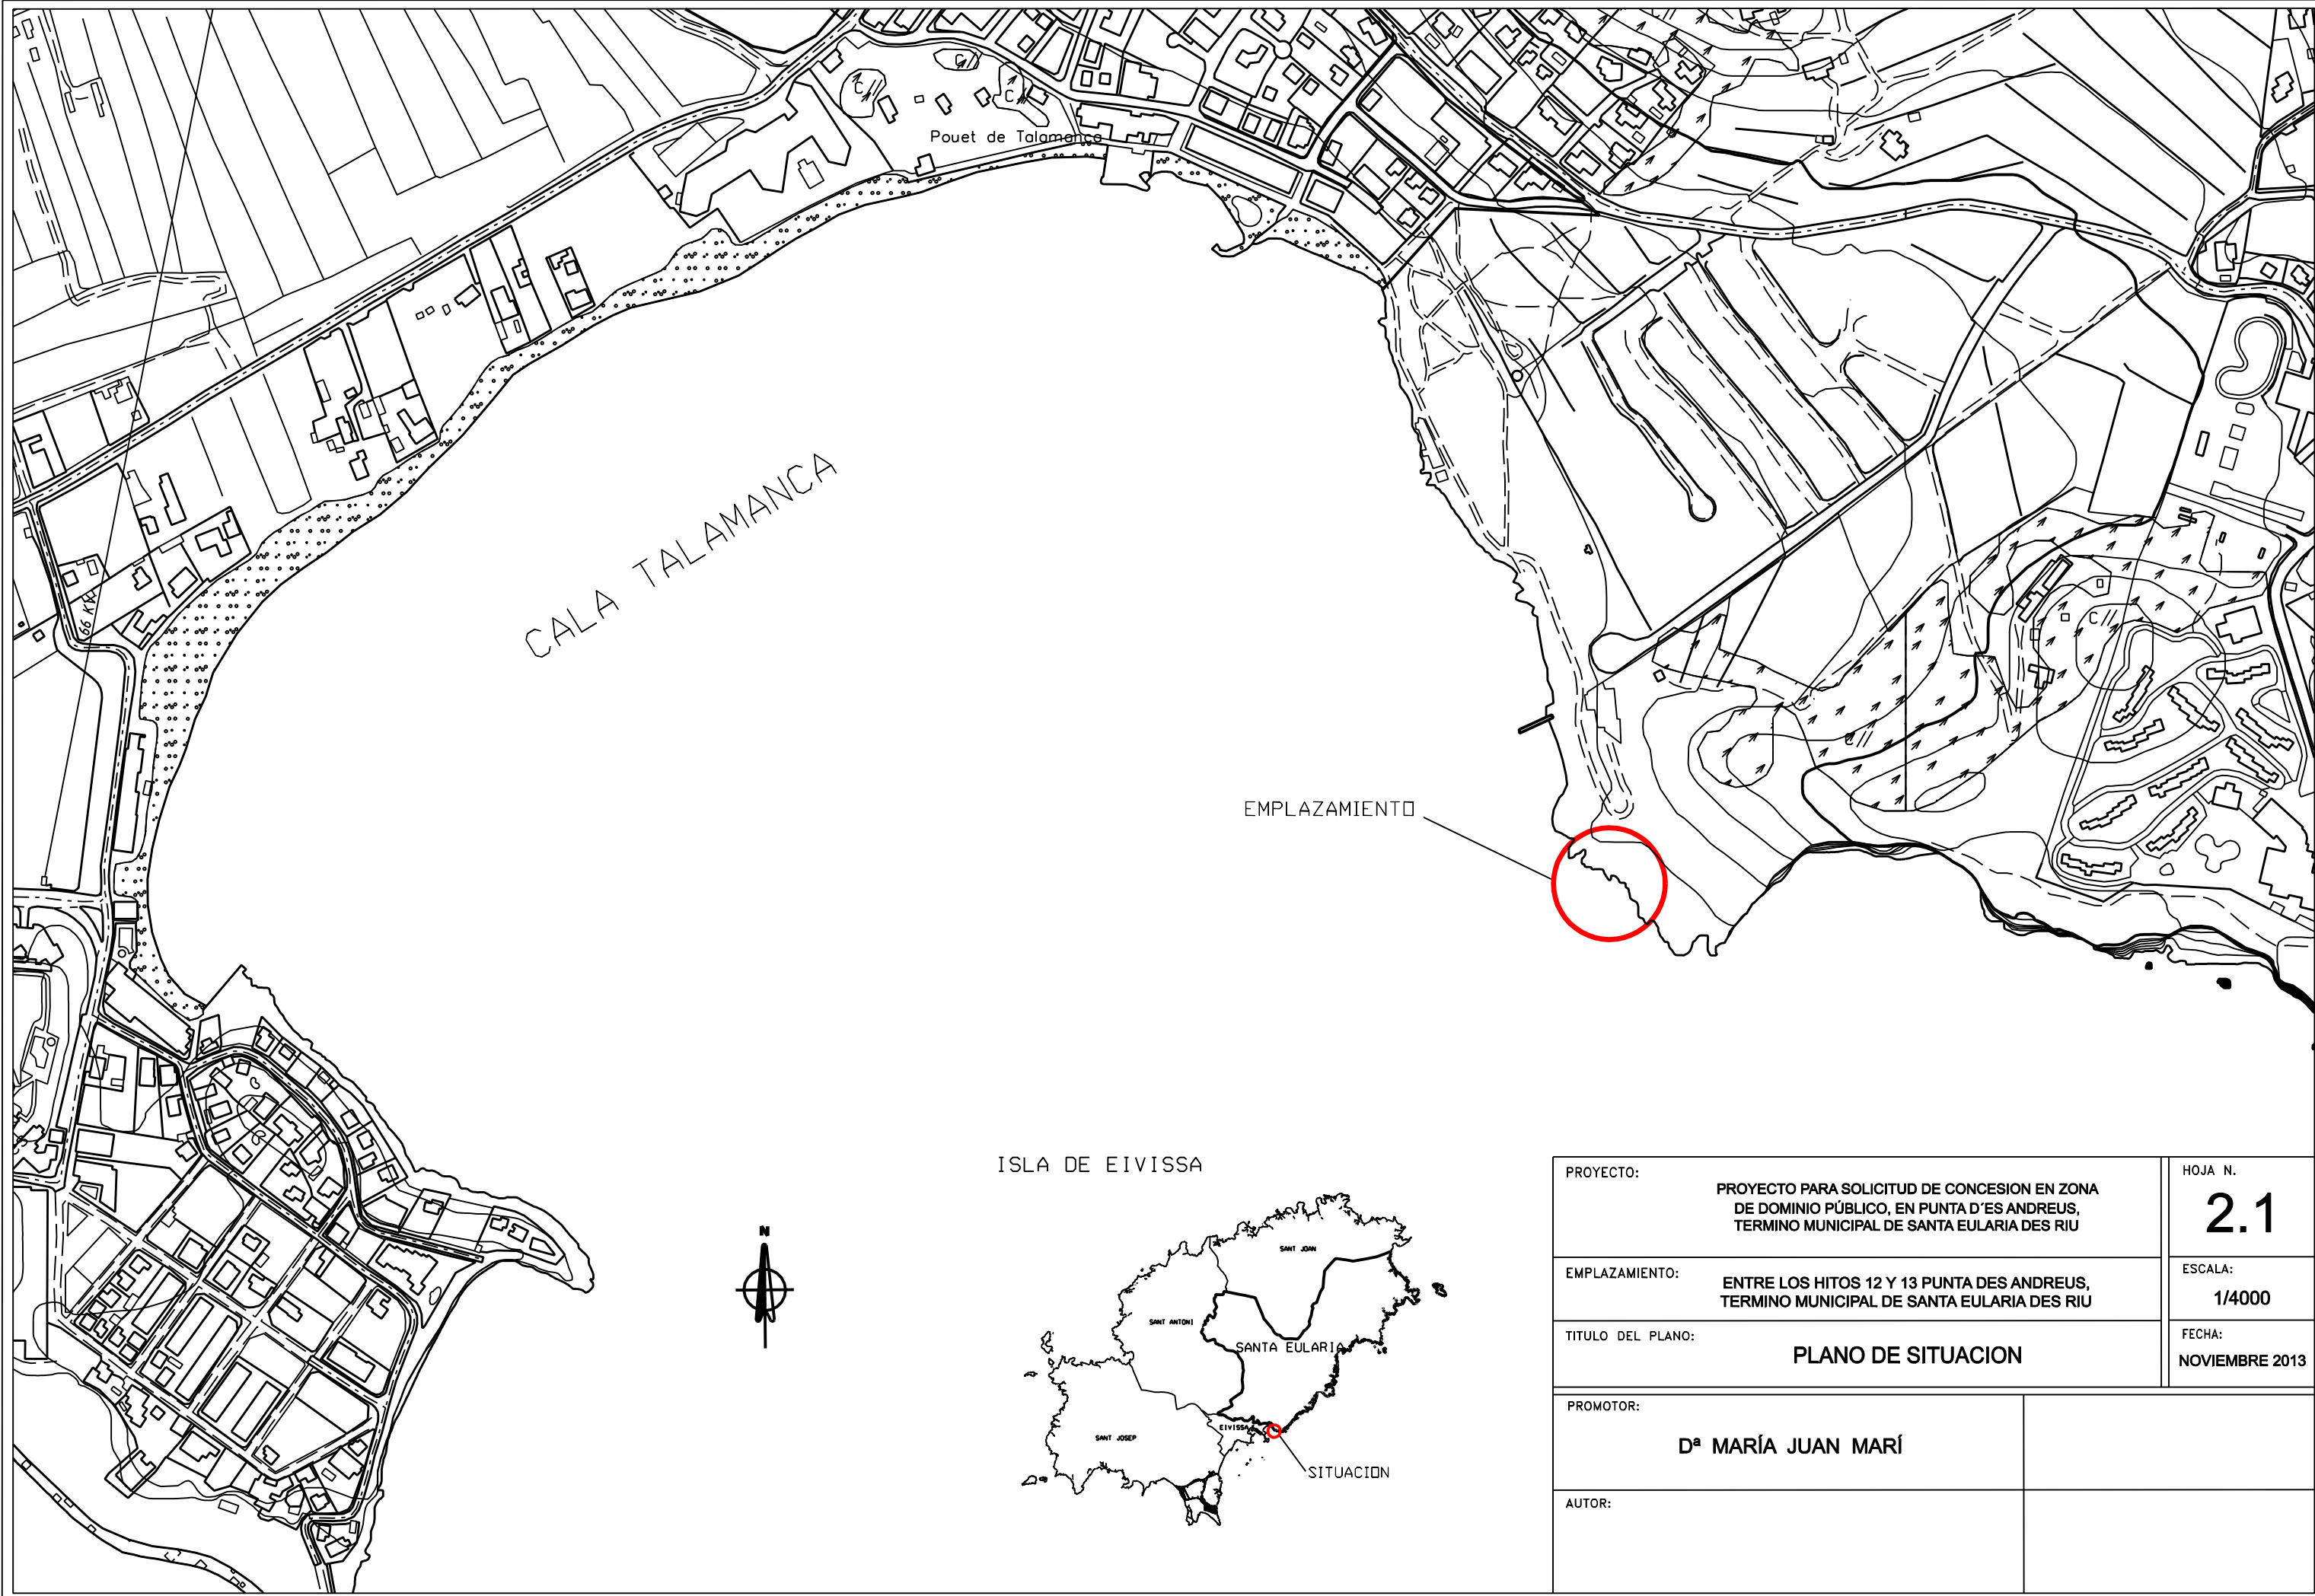 C//
C//
C//
Pouet de Talamanca
CALA TALAMANCA
66 KV
C//
C//
EMPLAZAMIENTO
ISLA DE EIVISSA
N
SANT JOAN
SANT ANTONI
SANTA EULARIA
EIVISSA
SANT JOSEP
SITUACION
PROYECTO:
PROYECTO PARA SOLICITUD DE CONCESION EN ZONA
DE DOMINIO PÚBLICO, EN PUNTA D´ES ANDREUS,
TERMINO MUNICIPAL DE SANTA EULARIA DES RIU
HOJA N.
2.1
EMPLAZAMIENTO:
ENTRE LOS HITOS 12 Y 13 PUNTA DES ANDREUS,
TERMINO MUNICIPAL DE SANTA EULARIA DES RIU
ESCALA:
1/4000
TITULO DEL PLANO:
PLANO DE SITUACION
FECHA:
NOVIEMBRE 2013
PROMOTOR:
Dª MARÍA JUAN MARÍ
AUTOR: